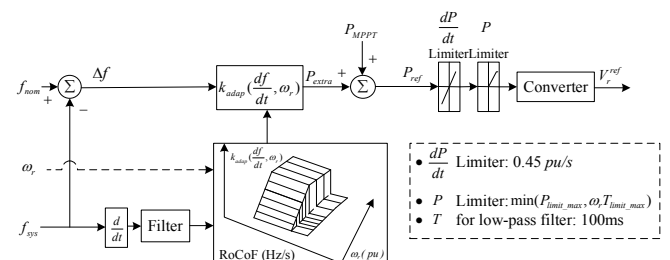 dP/dt
P
P_MPPT
Limiter Limiter
f_nom + Σ Δf
k_adap(df/dt, ω_r)
P_extra + Σ +
P_ref
Converter
V_r^ref
−
k_adap(df/dt, ω_r)
ω_r
f_sys
d/dt
Filter
RoCoF (Hz/s)
ω_r(pu)
• dP/dt Limiter: 0.45 pu/s
• P Limiter: min(P_limit_max, ω_r T_limit_max)
• T for low-pass filter: 100ms